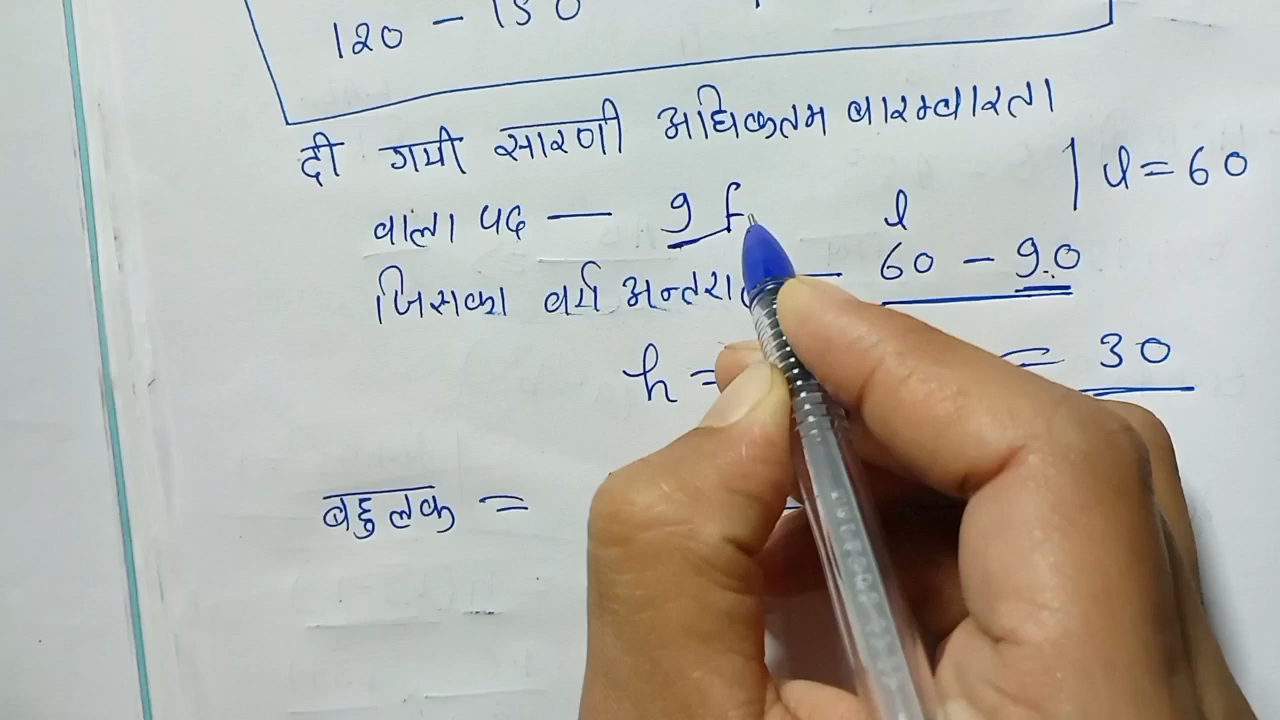 120 - 150
दी गयी सारणी अधिकतम बारम्बारता
वाला पद — 9 f
l
| l = 60
जिसका वर्ग अन्तराल — 60 - 90
h = = 30
बहुलक =